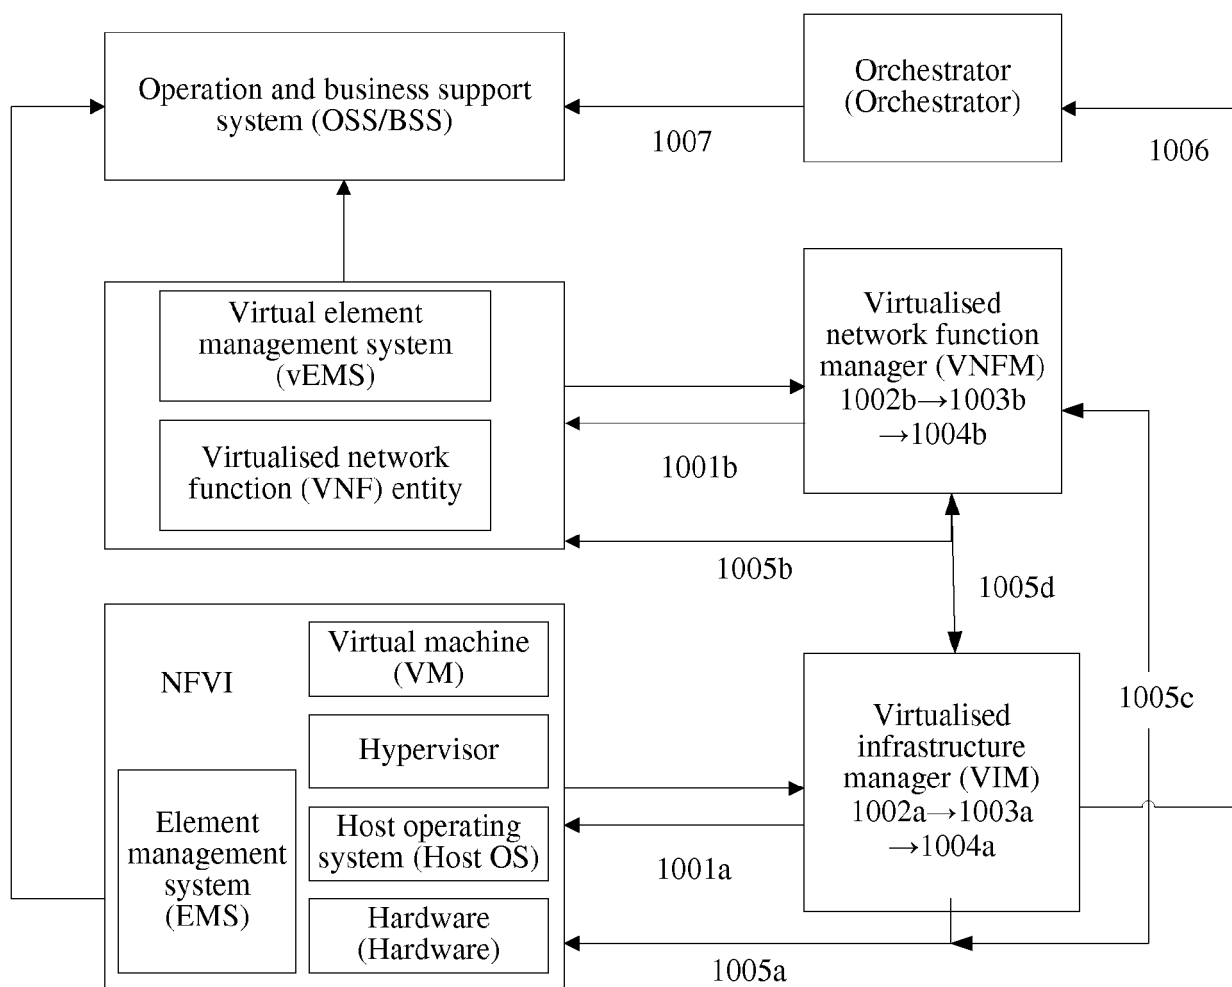 Operation and business support
system (OSS/BSS)
Orchestrator
(Orchestrator)
1007
1006
Virtual element
management system
(vEMS)
Virtualised network
function (VNF) entity
Virtualised
network function
manager (VNFM)
1002b→1003b
→1004b
1001b
1005b
1005d
1005c
NFVI
Virtual machine
(VM)
Hypervisor
Element
management
system
(EMS)
Host operating
system (Host OS)
Hardware
(Hardware)
Virtualised
infrastructure
manager (VIM)
1002a→1003a
→1004a
1001a
1005a